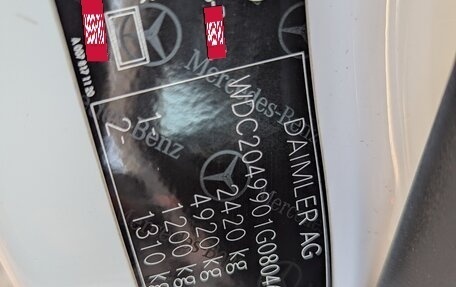 DAIMLER AG
WDC2049901G0804
2420 kg
4920 kg
1- 1200 kg
2- 1310 kg
Mercedes-Benz